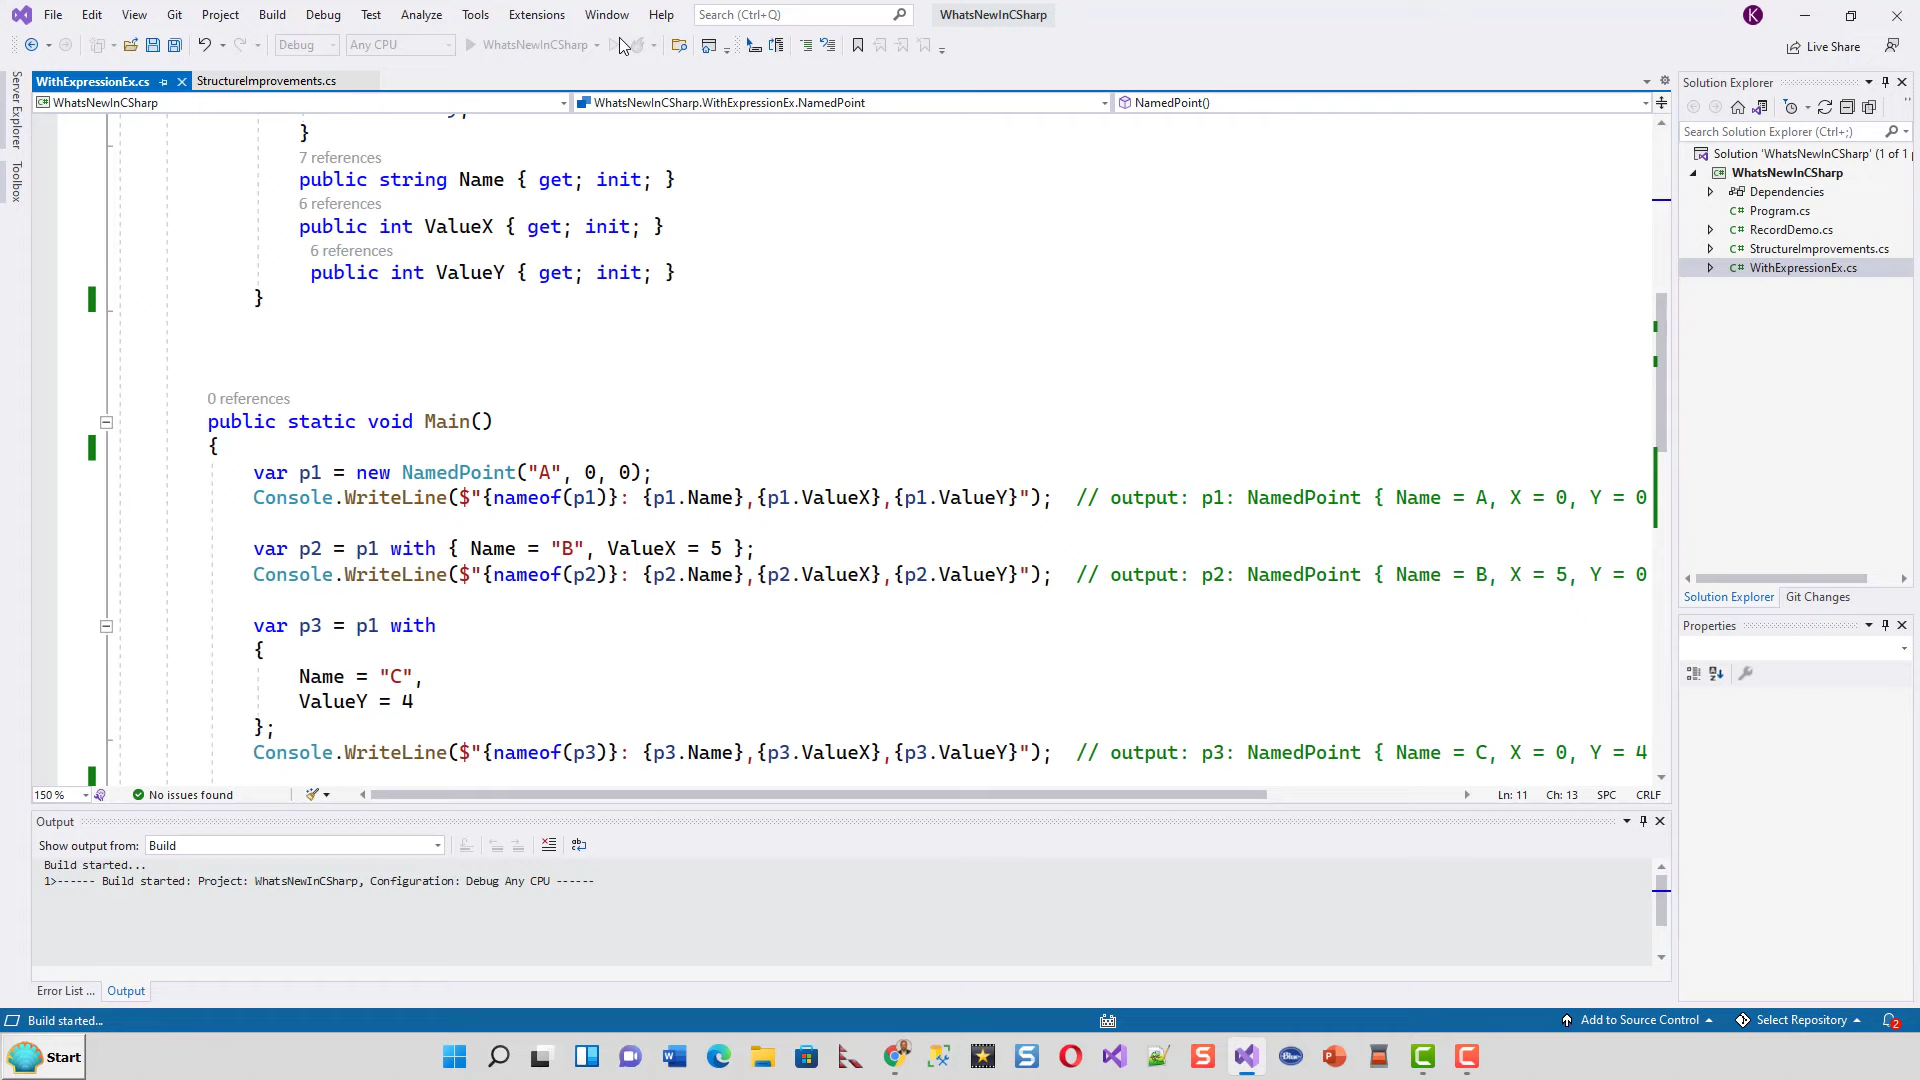 File Edit View Git Project Build Debug Test Analyze Tools Extensions Window Help Search (Ctrl+Q) WhatsNewInCSharp K
Debug Any CPU WhatsNewInCSharp Live Share
WithExpressionEx.cs StructureImprovements.cs
WhatsNewInCSharp WhatsNewInCSharp.WithExpressionEx.NamedPoint NamedPoint()
Server Explorer
Toolbox
}
7 references
public string Name { get; init; }
6 references
public int ValueX { get; init; }
6 references
public int ValueY { get; init; }
}
0 references
public static void Main()
{
var p1 = new NamedPoint("A", 0, 0);
Console.WriteLine($"{nameof(p1)}: {p1.Name},{p1.ValueX},{p1.ValueY}");  // output: p1: NamedPoint { Name = A, X = 0, Y = 0
var p2 = p1 with { Name = "B", ValueX = 5 };
Console.WriteLine($"{nameof(p2)}: {p2.Name},{p2.ValueX},{p2.ValueY}");  // output: p2: NamedPoint { Name = B, X = 5, Y = 0
var p3 = p1 with
{
Name = "C",
ValueY = 4
};
Console.WriteLine($"{nameof(p3)}: {p3.Name},{p3.ValueX},{p3.ValueY}");  // output: p3: NamedPoint { Name = C, X = 0, Y = 4
150 % No issues found Ln: 11 Ch: 13 SPC CRLF
Output
Show output from: Build
Build started...
1>------ Build started: Project: WhatsNewInCSharp, Configuration: Debug Any CPU ------
Error List ... Output
Solution Explorer
Search Solution Explorer (Ctrl+;)
Solution 'WhatsNewInCSharp' (1 of 1
WhatsNewInCSharp
Dependencies
C# Program.cs
C# RecordDemo.cs
C# StructureImprovements.cs
C# WithExpressionEx.cs
Solution Explorer Git Changes
Properties
Build started... Add to Source Control Select Repository 2
Start